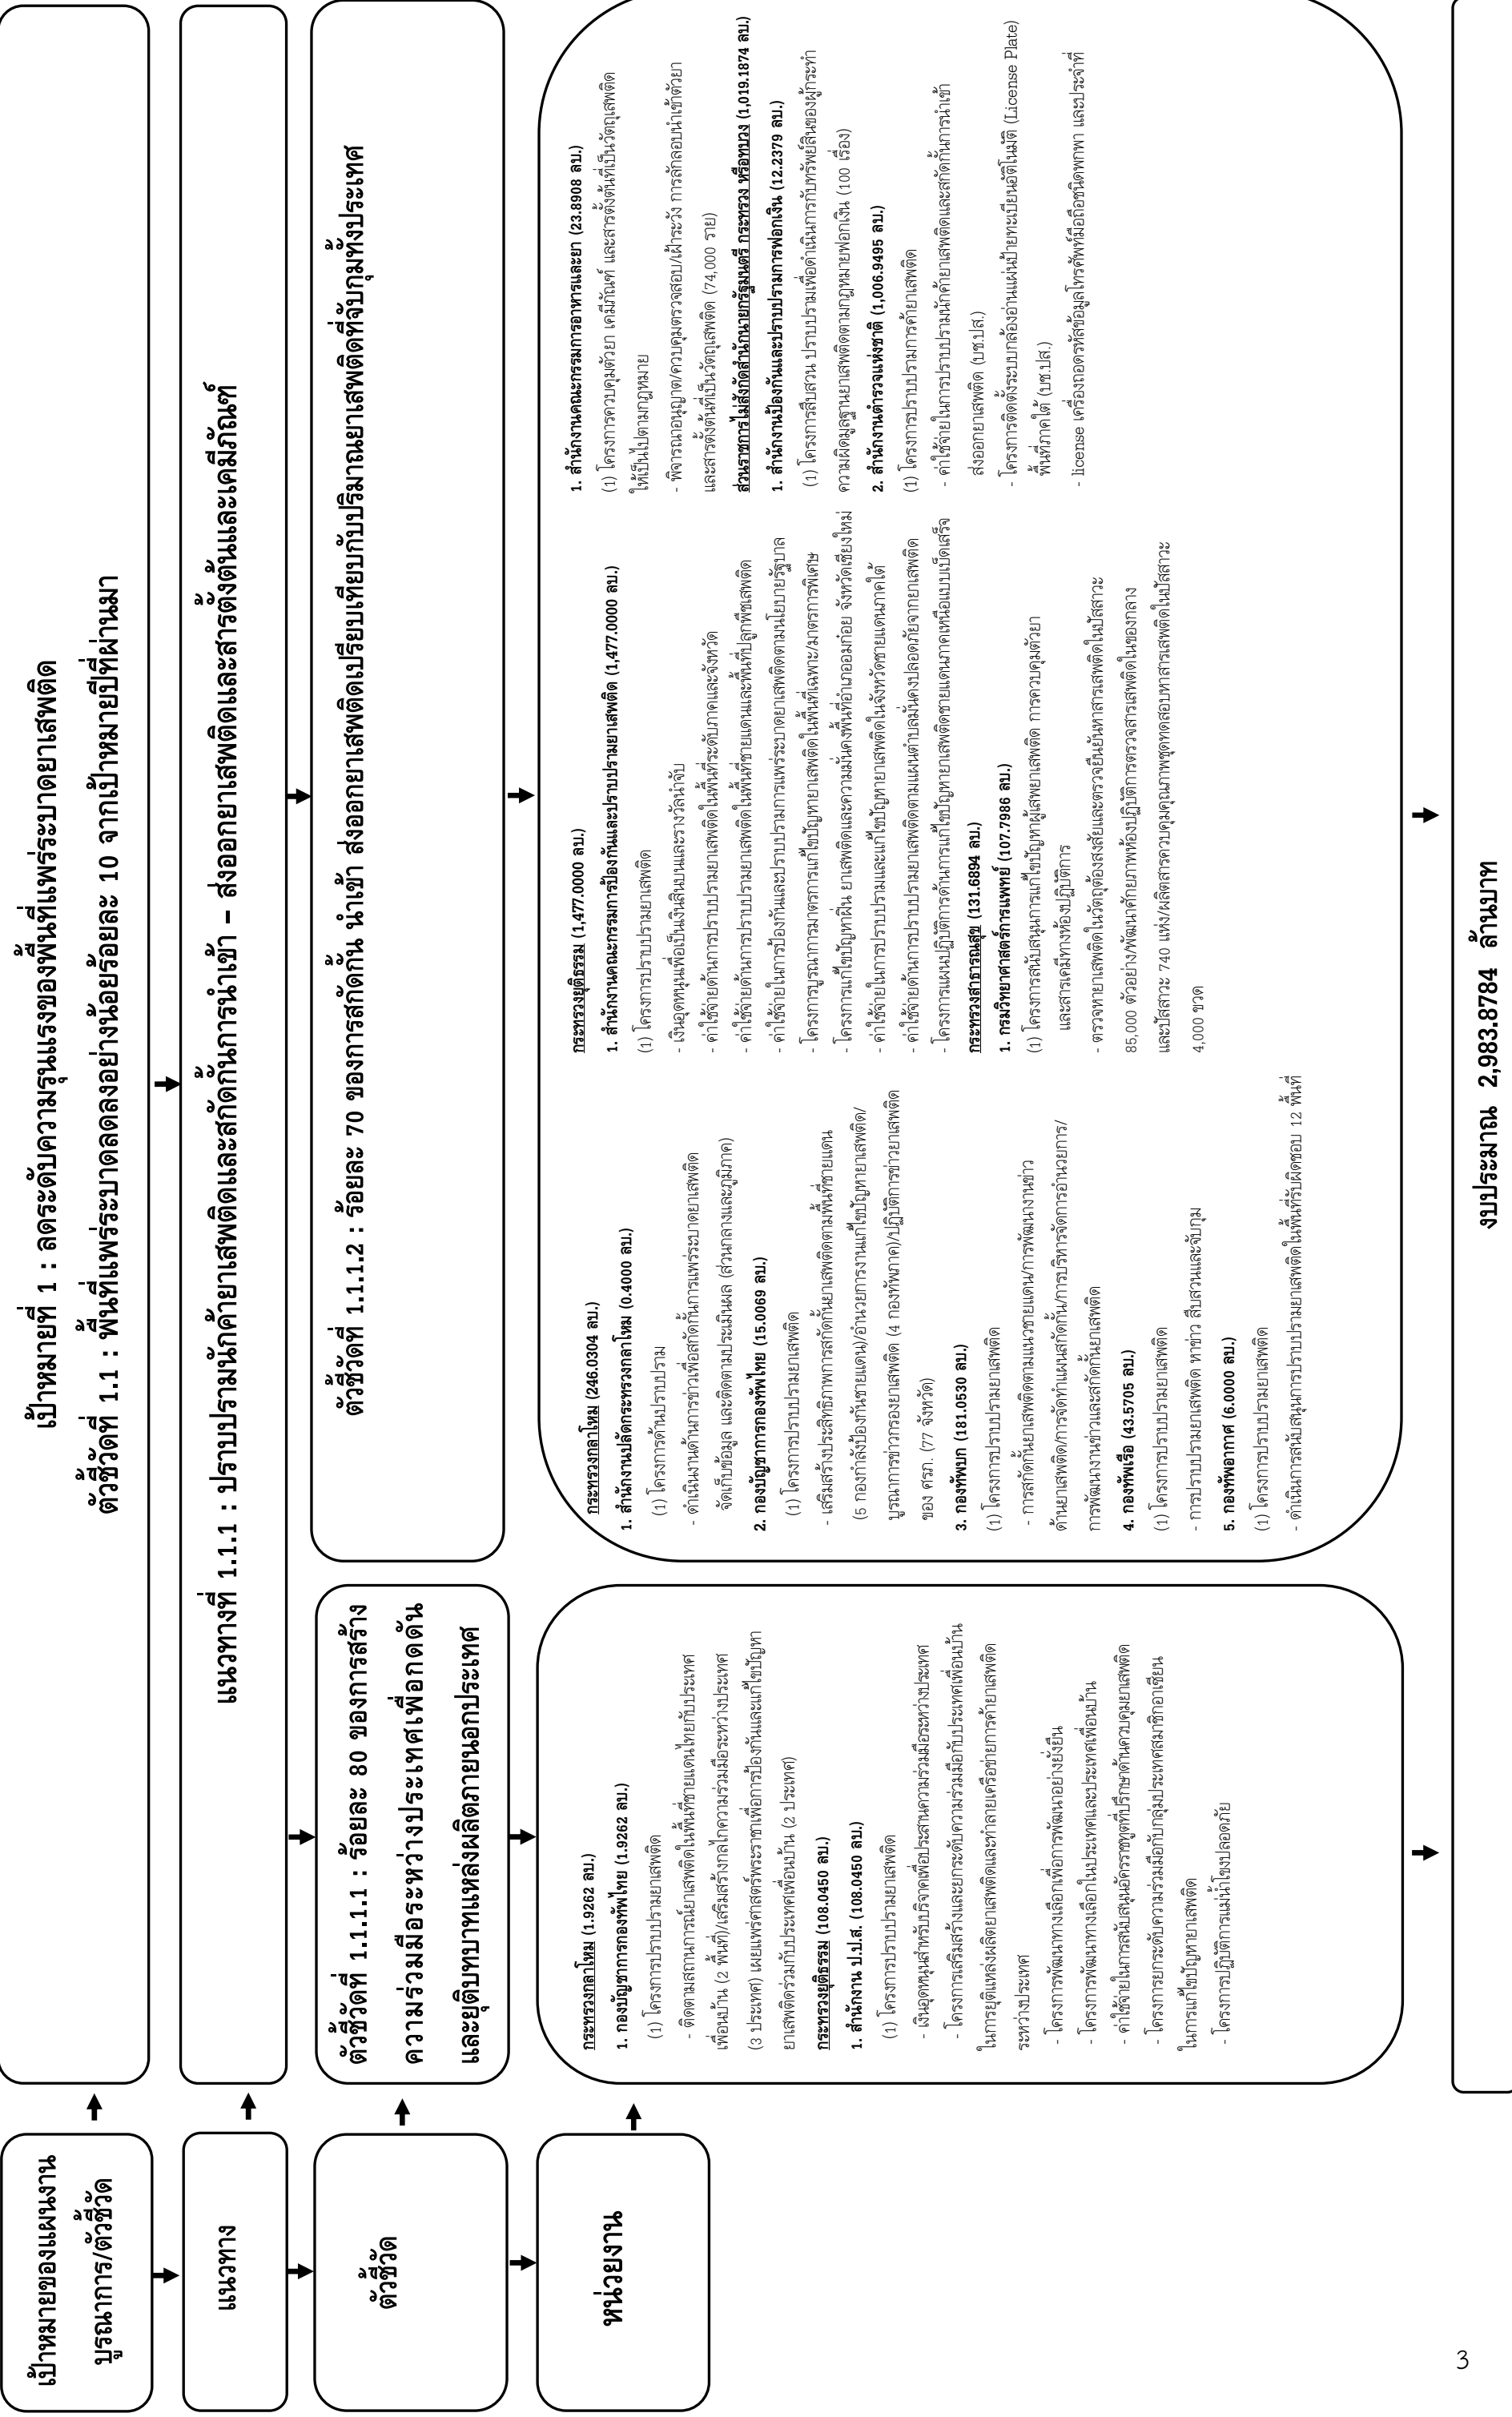 เป้าหมายของแผนงาน
บูรณาการ/ตัวชี้วัด
เป้าหมายที่ 1 : ลดระดับความรุนแรงของพื้นที่แพร่ระบาดยาเสพติด
ตัวชี้วัดที่ 1.1 : พื้นที่แพร่ระบาดลดลงอย่างน้อยร้อยละ 10 จากเป้าหมายปีที่ผ่านมา
แนวทาง
แนวทางที่ 1.1.1 : ปราบปรามนักค้ายาเสพติดและสกัดกั้นการนำเข้า – ส่งออกยาเสพติดและสารตั้งต้นและเคมีภัณฑ์
ตัวชี้วัด
ตัวชี้วัดที่ 1.1.1.1 : ร้อยละ 80 ของการสร้าง
ความร่วมมือระหว่างประเทศเพื่อกดดัน
และยุติบทบาทแหล่งผลิตภายนอกประเทศ
ตัวชี้วัดที่ 1.1.1.2 : ร้อยละ 70 ของการสกัดกั้น นำเข้า ส่งออกยาเสพติดเปรียบเทียบกับปริมาณยาเสพติดที่จับกุมทั้งประเทศ
หน่วยงาน
กระทรวงกลาโหม (1.9262 ลบ.)
1. กองบัญชาการกองทัพไทย (1.9262 ลบ.)
(1) โครงการปราบปรามยาเสพติด
- ติดตามสถานการณ์ยาเสพติดในพื้นที่ชายแดนไทยกับประเทศ
เพื่อนบ้าน (2 พื้นที่)/เสริมสร้างกลไกความร่วมมือระหว่างประเทศ
(3 ประเทศ) เผยแพร่ศาสตร์พระราชาเพื่อการป้องกันและแก้ไขปัญหา
ยาเสพติดร่วมกับประเทศเพื่อนบ้าน (2 ประเทศ)
กระทรวงยุติธรรม (108.0450 ลบ.)
1. สำนักงาน ป.ป.ส. (108.0450 ลบ.)
(1) โครงการปราบปรามยาเสพติด
- เงินอุดหนุนสำหรับบริจาคเพื่อประสานความร่วมมือระหว่างประเทศ
- โครงการเสริมสร้างและยกระดับความร่วมมือกับประเทศเพื่อนบ้าน
ในการยุติแหล่งผลิตยาเสพติดและทำลายเครือข่ายการค้ายาเสพติด
ระหว่างประเทศ
- โครงการพัฒนาทางเลือกเพื่อการพัฒนาอย่างยั่งยืน
- โครงการพัฒนาทางเลือกในประเทศและประเทศเพื่อนบ้าน
- ค่าใช้จ่ายในการสนับสนุนอัครราชทูตที่ปรึกษาด้านควบคุมยาเสพติด
- โครงการยกระดับความร่วมมือกับกลุ่มประเทศสมาชิกอาเซียน
ในการแก้ไขปัญหายาเสพติด
- โครงการปฏิบัติการแม่น้ำโขงปลอดภัย
กระทรวงกลาโหม (246.0304 ลบ.)
1. สำนักงานปลัดกระทรวงกลาโหม (0.4000 ลบ.)
(1) โครงการด้านปราบปราม
- ดำเนินงานด้านการข่าวเพื่อสกัดกั้นการแพร่ระบาดยาเสพติด
จัดเก็บข้อมูล และติดตามประเมินผล (ส่วนกลางและภูมิภาค)
2. กองบัญชาการกองทัพไทย (15.0069 ลบ.)
(1) โครงการปราบปรามยาเสพติด
- เสริมสร้างประสิทธิภาพการสกัดกั้นยาเสพติดตามพื้นที่ชายแดน
(5 กองกำลังป้องกันชายแดน)/อำนวยการงานแก้ไขปัญหายาเสพติด/
บูรณาการข่าวกรองยาเสพติด (4 กองทัพภาค)/ปฏิบัติการข่าวยาเสพติด
ของ ศรภ. (77 จังหวัด)
3. กองทัพบก (181.0530 ลบ.)
(1) โครงการปราบปรามยาเสพติด
- การสกัดกั้นยาเสพติดตามแนวชายแดน/การพัฒนางานข่าว
ด้านยาเสพติด/การจัดทำแผนสกัดกั้น/การบริหารจัดการอำนวยการ/
การพัฒนางานข่าวและสกัดกั้นยาเสพติด
4. กองทัพเรือ (43.5705 ลบ.)
(1) โครงการปราบปรามยาเสพติด
- การปราบปรามยาเสพติด หาข่าว สืบสวนและจับกุม
5. กองทัพอากาศ (6.0000 ลบ.)
(1) โครงการปราบปรามยาเสพติด
- ดำเนินการสนับสนุนการปราบปรามยาเสพติดในพื้นที่รับผิดชอบ 12 พื้นที่
กระทรวงยุติธรรม (1,477.0000 ลบ.)
1. สำนักงานคณะกรรมการป้องกันและปราบปรามยาเสพติด (1,477.0000 ลบ.)
(1) โครงการปราบปรามยาเสพติด
- เงินอุดหนุนเพื่อเป็นเงินสินบนและรางวัลนำจับ
- ค่าใช้จ่ายด้านการปราบปรามยาเสพติดในพื้นที่ระดับภาคและจังหวัด
- ค่าใช้จ่ายด้านการปราบปรามยาเสพติดในพื้นที่ชายแดนและพื้นที่ปลูกพืชเสพติด
- ค่าใช้จ่ายในการป้องกันและปราบปรามการแพร่ระบาดยาเสพติดตามนโยบายรัฐบาล
- โครงการบูรณาการมาตรการแก้ไขปัญหายาเสพติดในพื้นที่เฉพาะ/มาตรการพิเศษ
- โครงการแก้ไขปัญหาฝิ่น ยาเสพติดและความมั่นคงพื้นที่อำเภออมก๋อย จังหวัดเชียงใหม่
- ค่าใช้จ่ายในการปราบปรามและแก้ไขปัญหายาเสพติดในจังหวัดชายแดนภาคใต้
- ค่าใช้จ่ายด้านการปราบปรามยาเสพติดตามแผนตำบลมั่นคงปลอดภัยจากยาเสพติด
- โครงการแผนปฏิบัติการด้านการแก้ไขปัญหายาเสพติดชายแดนภาคเหนือแบบเบ็ดเสร็จ
กระทรวงสาธารณสุข (131.6894 ลบ.)
1. กรมวิทยาศาสตร์การแพทย์ (107.7986 ลบ.)
(1) โครงการสนับสนุนการแก้ไขปัญหาผู้เสพยาเสพติด การควบคุมตัวยา
และสารเคมีทางห้องปฏิบัติการ
- ตรวจหายาเสพติดในวัตถุต้องสงสัยและตรวจยืนยันหาสารเสพติดในปัสสาวะ
85,000 ตัวอย่าง/พัฒนาศักยภาพห้องปฏิบัติการตรวจสารเสพติดในของกลาง
และปัสสาวะ 740 แห่ง/ผลิตสารควบคุมคุณภาพชุดทดสอบหาสารเสพติดในปัสสาวะ
4,000 ขวด
1. สำนักงานคณะกรรมการอาหารและยา (23.8908 ลบ.)
(1) โครงการควบคุมตัวยา เคมีภัณฑ์ และสารตั้งต้นที่เป็นวัตถุเสพติด
ให้เป็นไปตามกฎหมาย
- พิจารณาอนุญาต/ควบคุมตรวจสอบ/เฝ้าระวัง การลักลอบนำเข้าตัวยา
และสารตั้งต้นที่เป็นวัตถุเสพติด (74,000 ราย)
ส่วนราชการไม่สังกัดสำนักนายกรัฐมนตรี กระทรวง หรือทบวง (1,019.1874 ลบ.)
1. สำนักงานป้องกันและปราบปรามการฟอกเงิน (12.2379 ลบ.)
(1) โครงการสืบสวน ปราบปรามเพื่อดำเนินการกับทรัพย์สินของผู้กระทำ
ความผิดมูลฐานยาเสพติดตามกฎหมายฟอกเงิน (100 เรื่อง)
2. สำนักงานตำรวจแห่งชาติ (1,006.9495 ลบ.)
(1) โครงการปราบปรามการค้ายาเสพติด
- ค่าใช้จ่ายในการปราบปรามนักค้ายาเสพติดและสกัดกั้นการนำเข้า
ส่งออกยาเสพติด (บช.ปส.)
- โครงการติดตั้งระบบกล้องอ่านแผ่นป้ายทะเบียนอัติโนมัติ (License Plate)
พื้นที่ภาคใต้ (บช.ปส.)
- license เครื่องถอดรหัสข้อมูลโทรศัพท์มือถือชนิดพกพา และประจำที่
งบประมาณ 2,983.8784 ล้านบาท
3